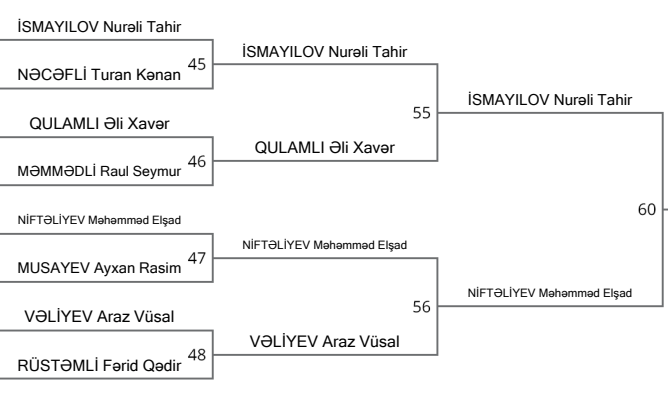 İSMAYILOV Nurəli Tahir
45
NƏCƏFLİ Turan Kənan
QULAMLI Əli Xavər
46
MƏMMƏDLİ Raul Seymur
NİFTƏLİYEV Məhəmməd Elşad
47
MUSAYEV Ayxan Rasim
VƏLİYEV Araz Vüsal
48
RÜSTƏMLİ Fərid Qədir
İSMAYILOV Nurəli Tahir
55
QULAMLI Əli Xavər
NİFTƏLİYEV Məhəmməd Elşad
56
VƏLİYEV Araz Vüsal
İSMAYILOV Nurəli Tahir
60
NİFTƏLİYEV Məhəmməd Elşad